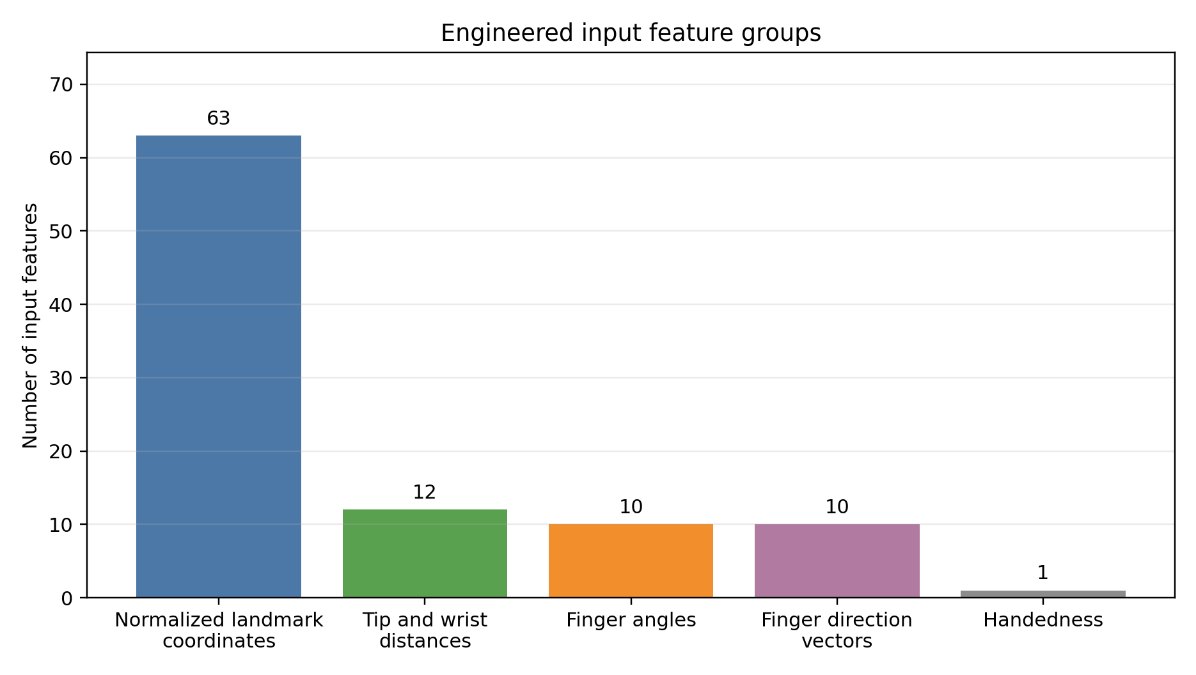 Engineered input feature groups
Number of input features
70
60
50
40
30
20
10
0
63
12
10
10
1
Normalized landmark
coordinates
Tip and wrist
distances
Finger angles
Finger direction
vectors
Handedness